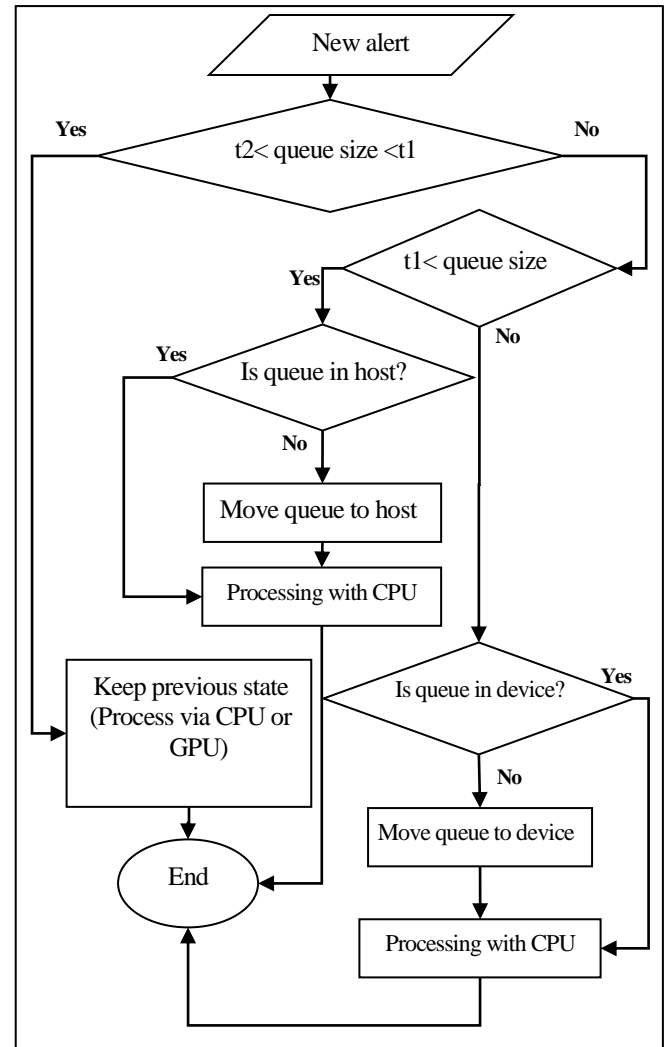 New alert
Yes
No
t2< queue size <t1
t1< queue size
Yes
No
Yes
Is queue in host?
No
Move queue to host
Processing with CPU
Keep previous state
(Process via CPU or
GPU)
Is queue in device?
Yes
No
Move queue to device
End
Processing with CPU